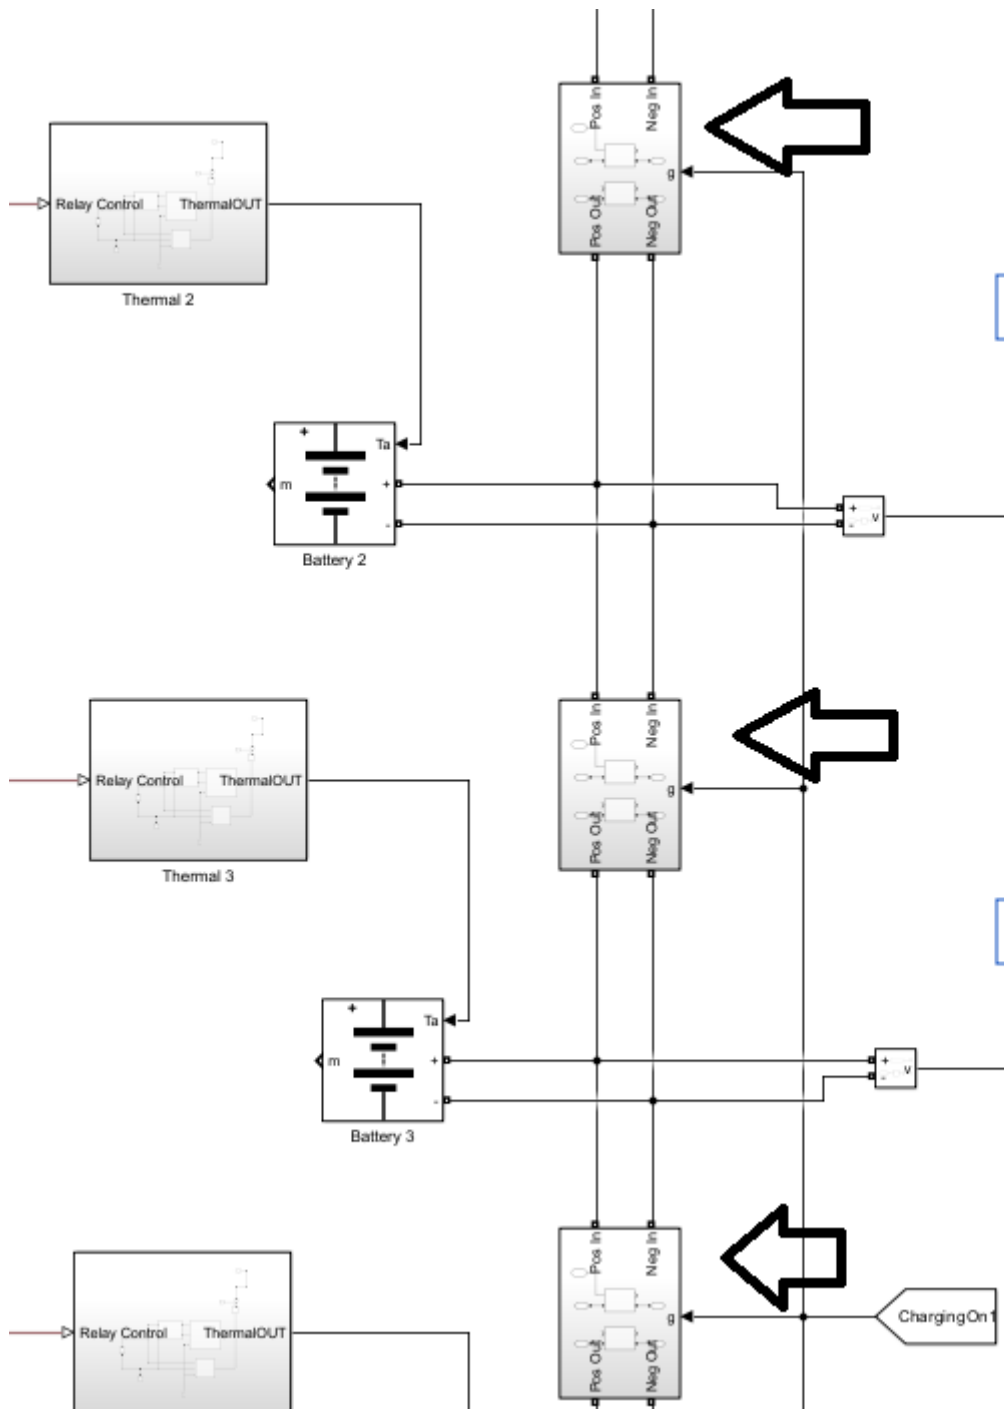 Pos In
Neg In
g
Pos Out
Neg Out
Relay Control
ThermalOUT
Thermal 2
+
Ta
m
+
-
Battery 2
+
-
v
Pos In
Neg In
g
Pos Out
Neg Out
Relay Control
ThermalOUT
Thermal 3
+
Ta
m
+
-
Battery 3
+
-
v
Pos In
Neg In
g
Pos Out
Neg Out
ChargingOn1
Relay Control
ThermalOUT